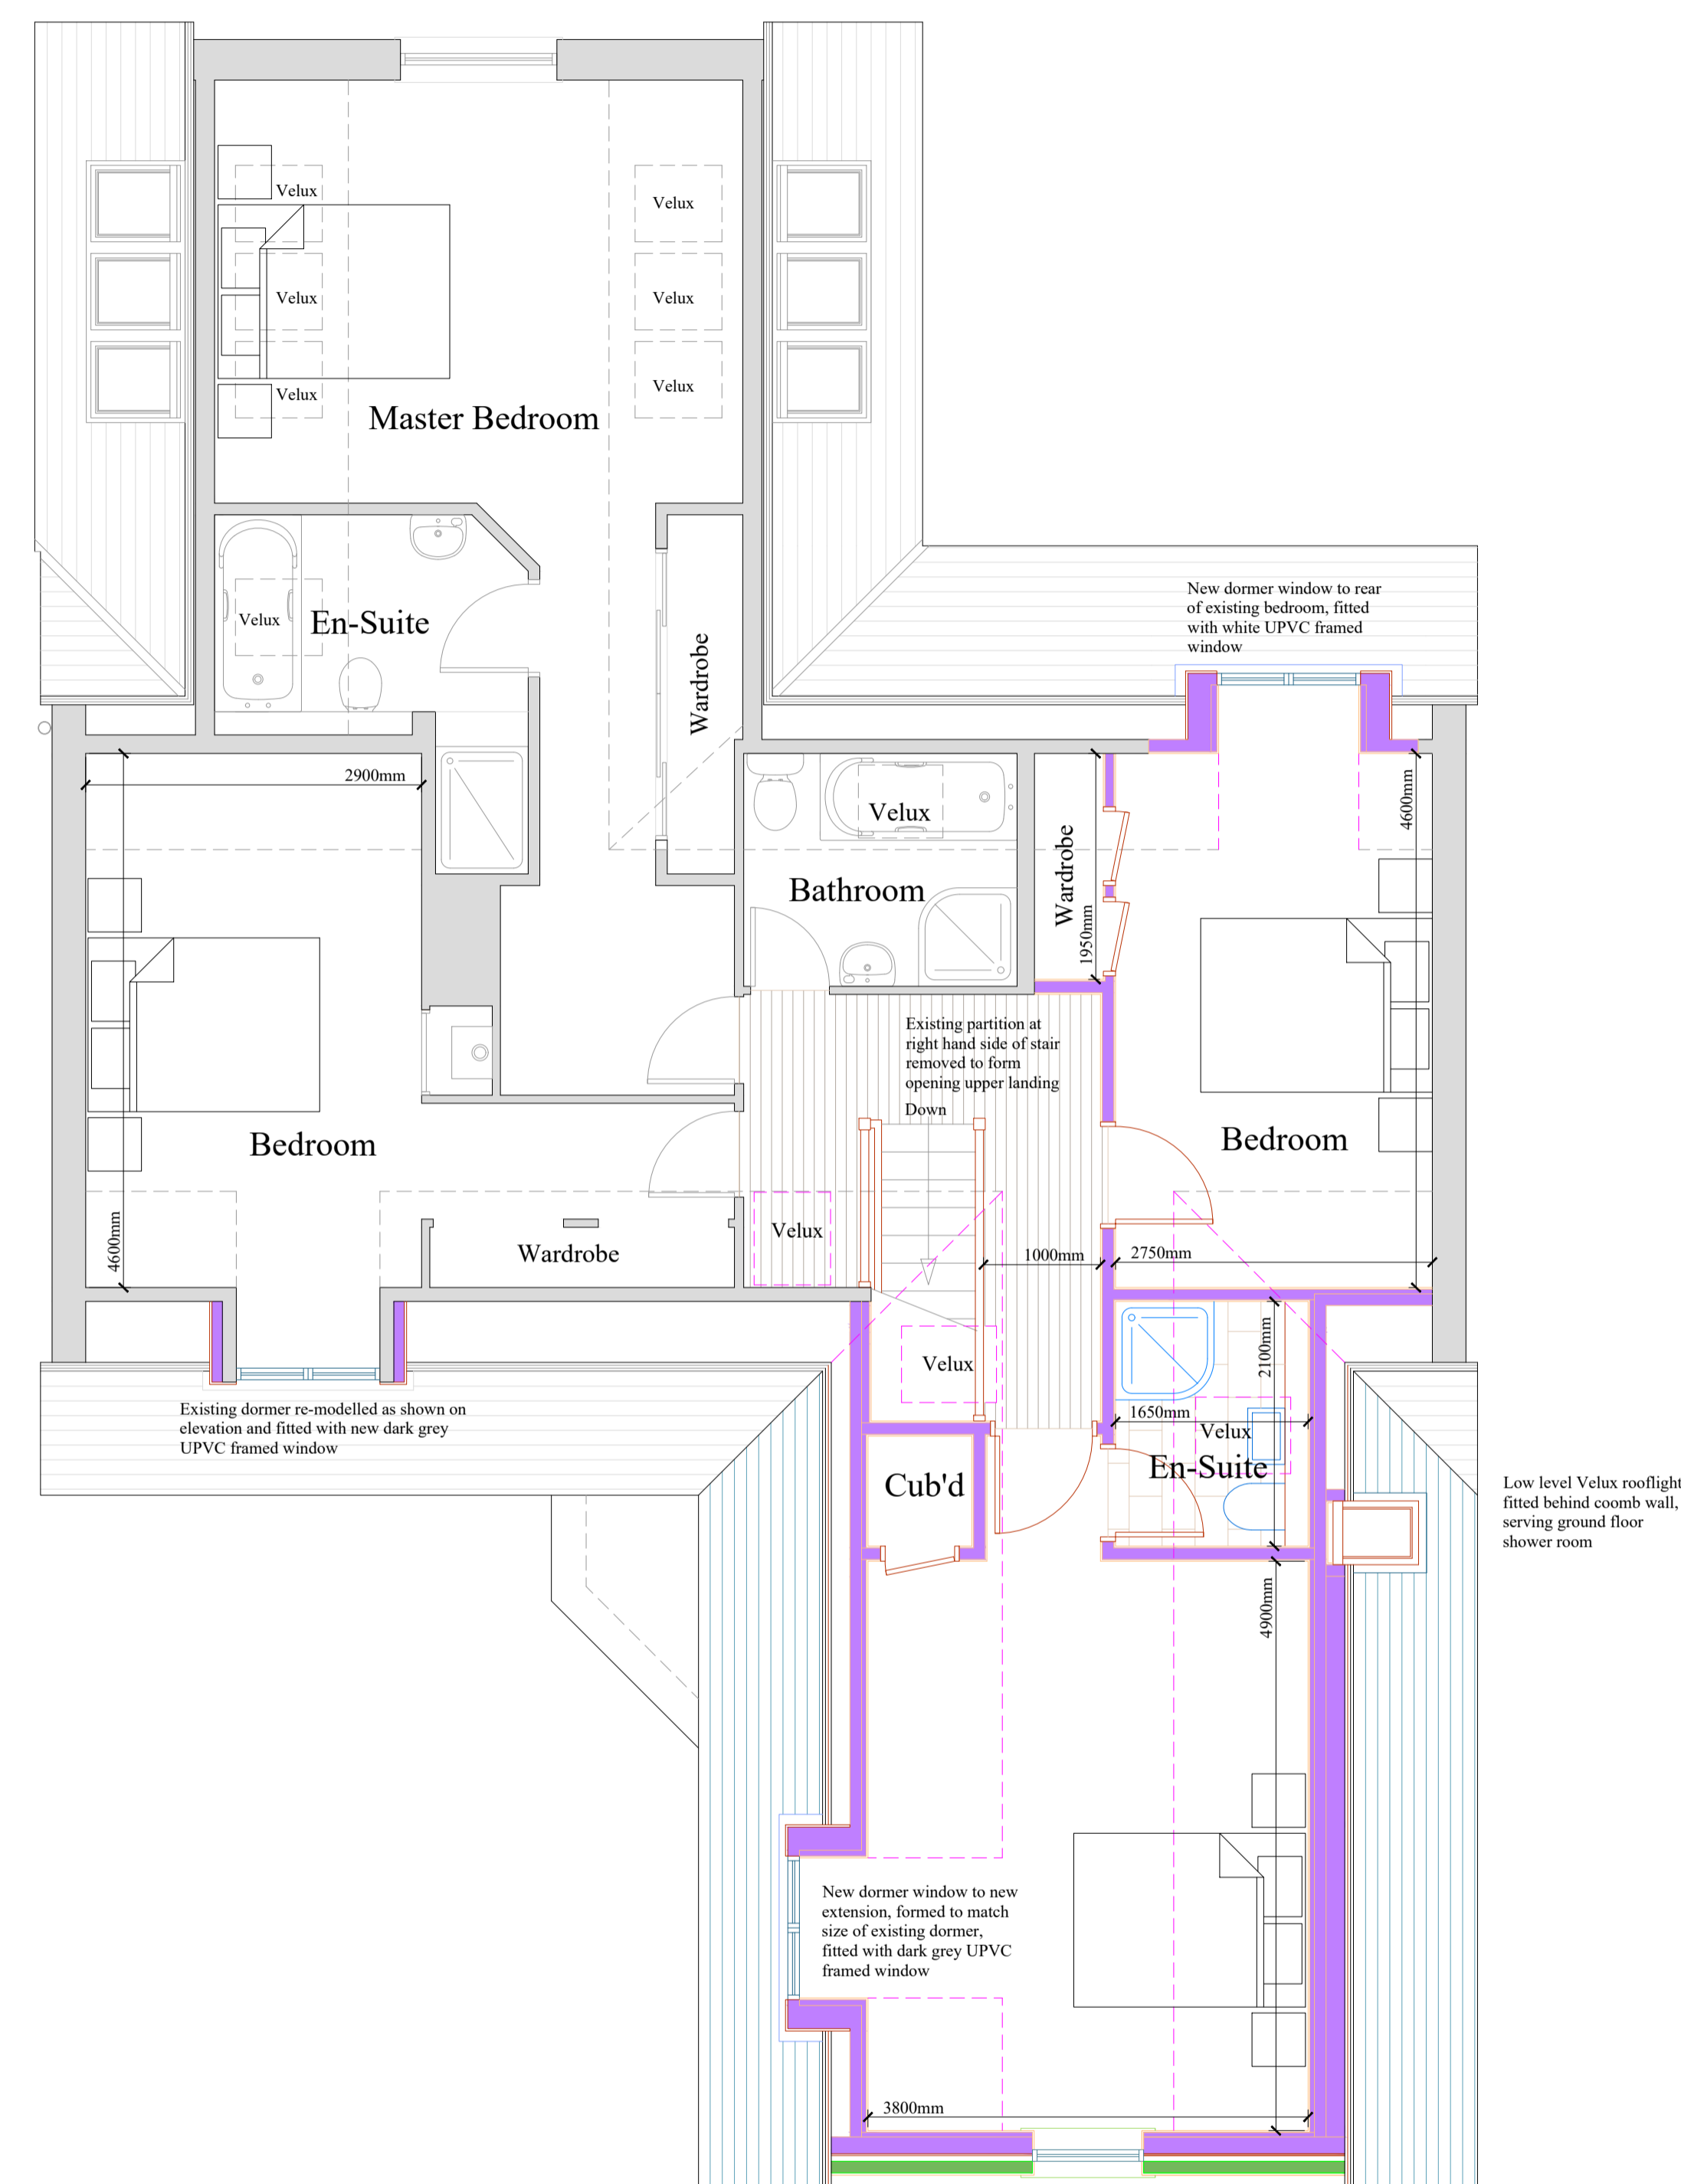 Velux
Velux
Velux
Velux
Velux
Velux
Master Bedroom
Velux
En-Suite
Wardrobe
New dormer window to rear
of existing bedroom, fitted
with white UPVC framed
window
2900mm
4600mm
Velux
Bathroom
Wardrobe
1950mm
4600mm
Existing partition at
right hand side of stair
removed to form
opening upper landing
Down
Bedroom
Bedroom
4600mm
Wardrobe
Velux
1000mm
2750mm
Velux
2100mm
1650mm
Velux
En-Suite
Existing dormer re-modelled as shown on
elevation and fitted with new dark grey
UPVC framed window
Cub'd
Low level Velux rooflight
fitted behind coomb wall,
serving ground floor
shower room
4900mm
New dormer window to new
extension, formed to match
size of existing dormer,
fitted with dark grey UPVC
framed window
3800mm